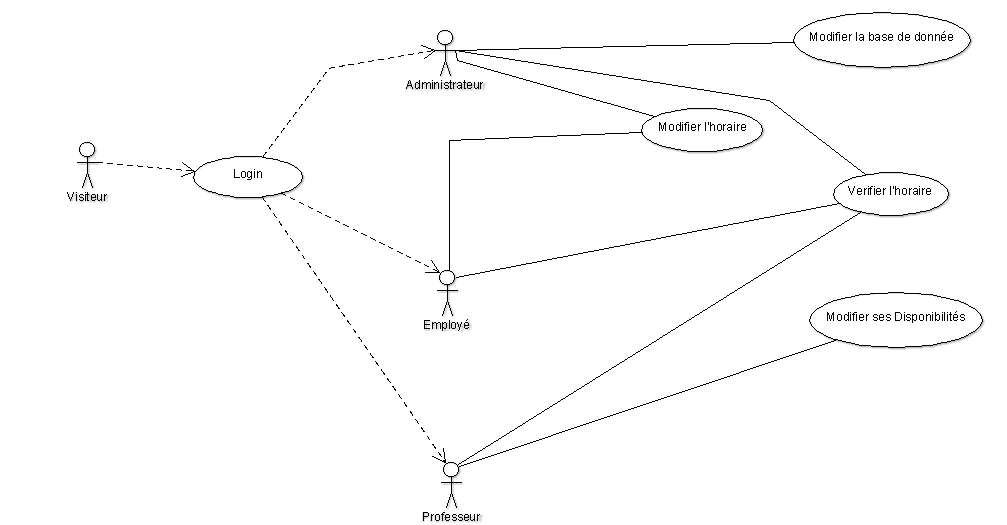 Modifier la base de donnée
Administrateur
Modifier l'horaire
Login
Visiteur
Verifier l'horaire
Employé
Modifier ses Disponibilités
Professeur